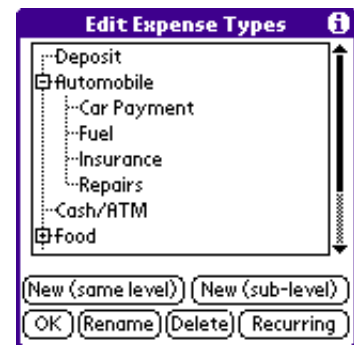 Edit Expense Types i
Deposit
Automobile
Car Payment
Fuel
Insurance
Repairs
Cash/ATM
Food
New (same level) New (sub-level)
OK Rename Delete Recurring